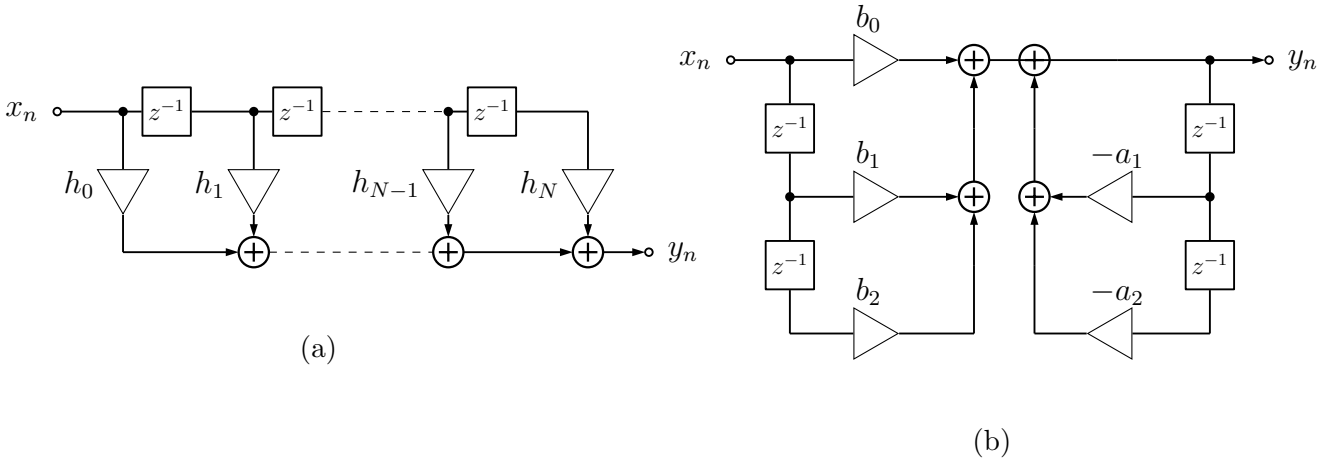 x_n z^{-1} z^{-1} z^{-1}
h_0 h_1 h_{N-1} h_N
y_n
(a)
b_0
x_n y_n
z^{-1} z^{-1}
b_1 -a_1
z^{-1} z^{-1}
b_2 -a_2
(b)